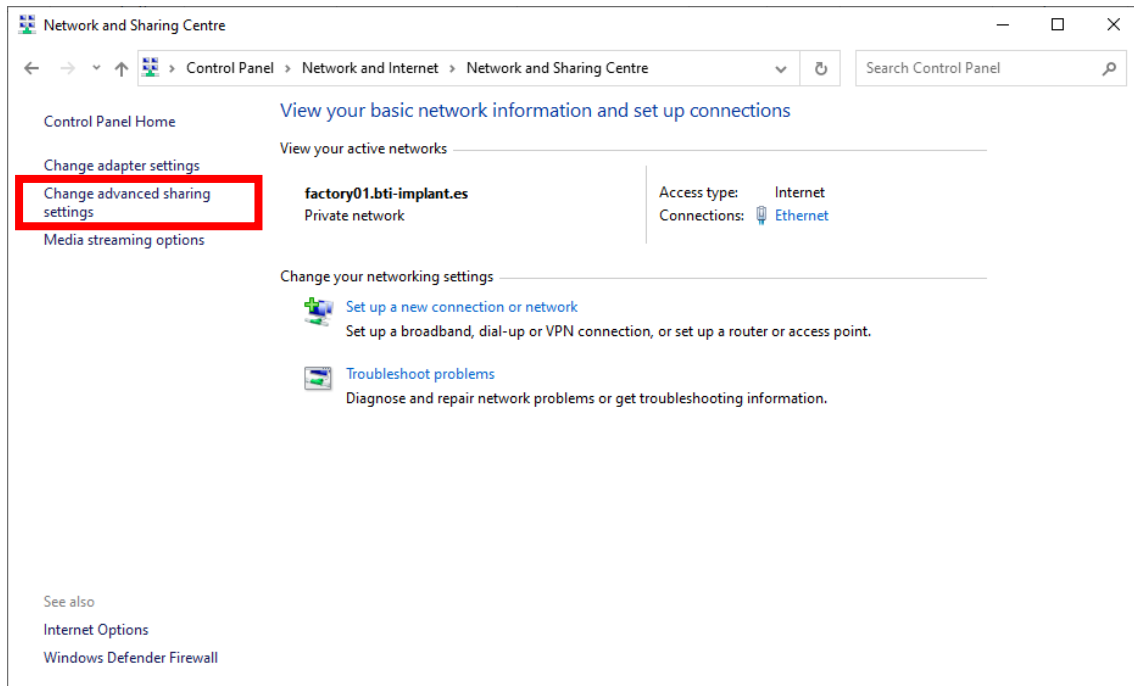 Network and Sharing Centre
Control Panel > Network and Internet > Network and Sharing Centre
Search Control Panel
Control Panel Home
Change adapter settings
Change advanced sharing
settings
Media streaming options
View your basic network information and set up connections
View your active networks
factory01.bti-implant.es
Private network
Access type: Internet
Connections: Ethernet
Change your networking settings
Set up a new connection or network
Set up a broadband, dial-up or VPN connection, or set up a router or access point.
Troubleshoot problems
Diagnose and repair network problems or get troubleshooting information.
See also
Internet Options
Windows Defender Firewall